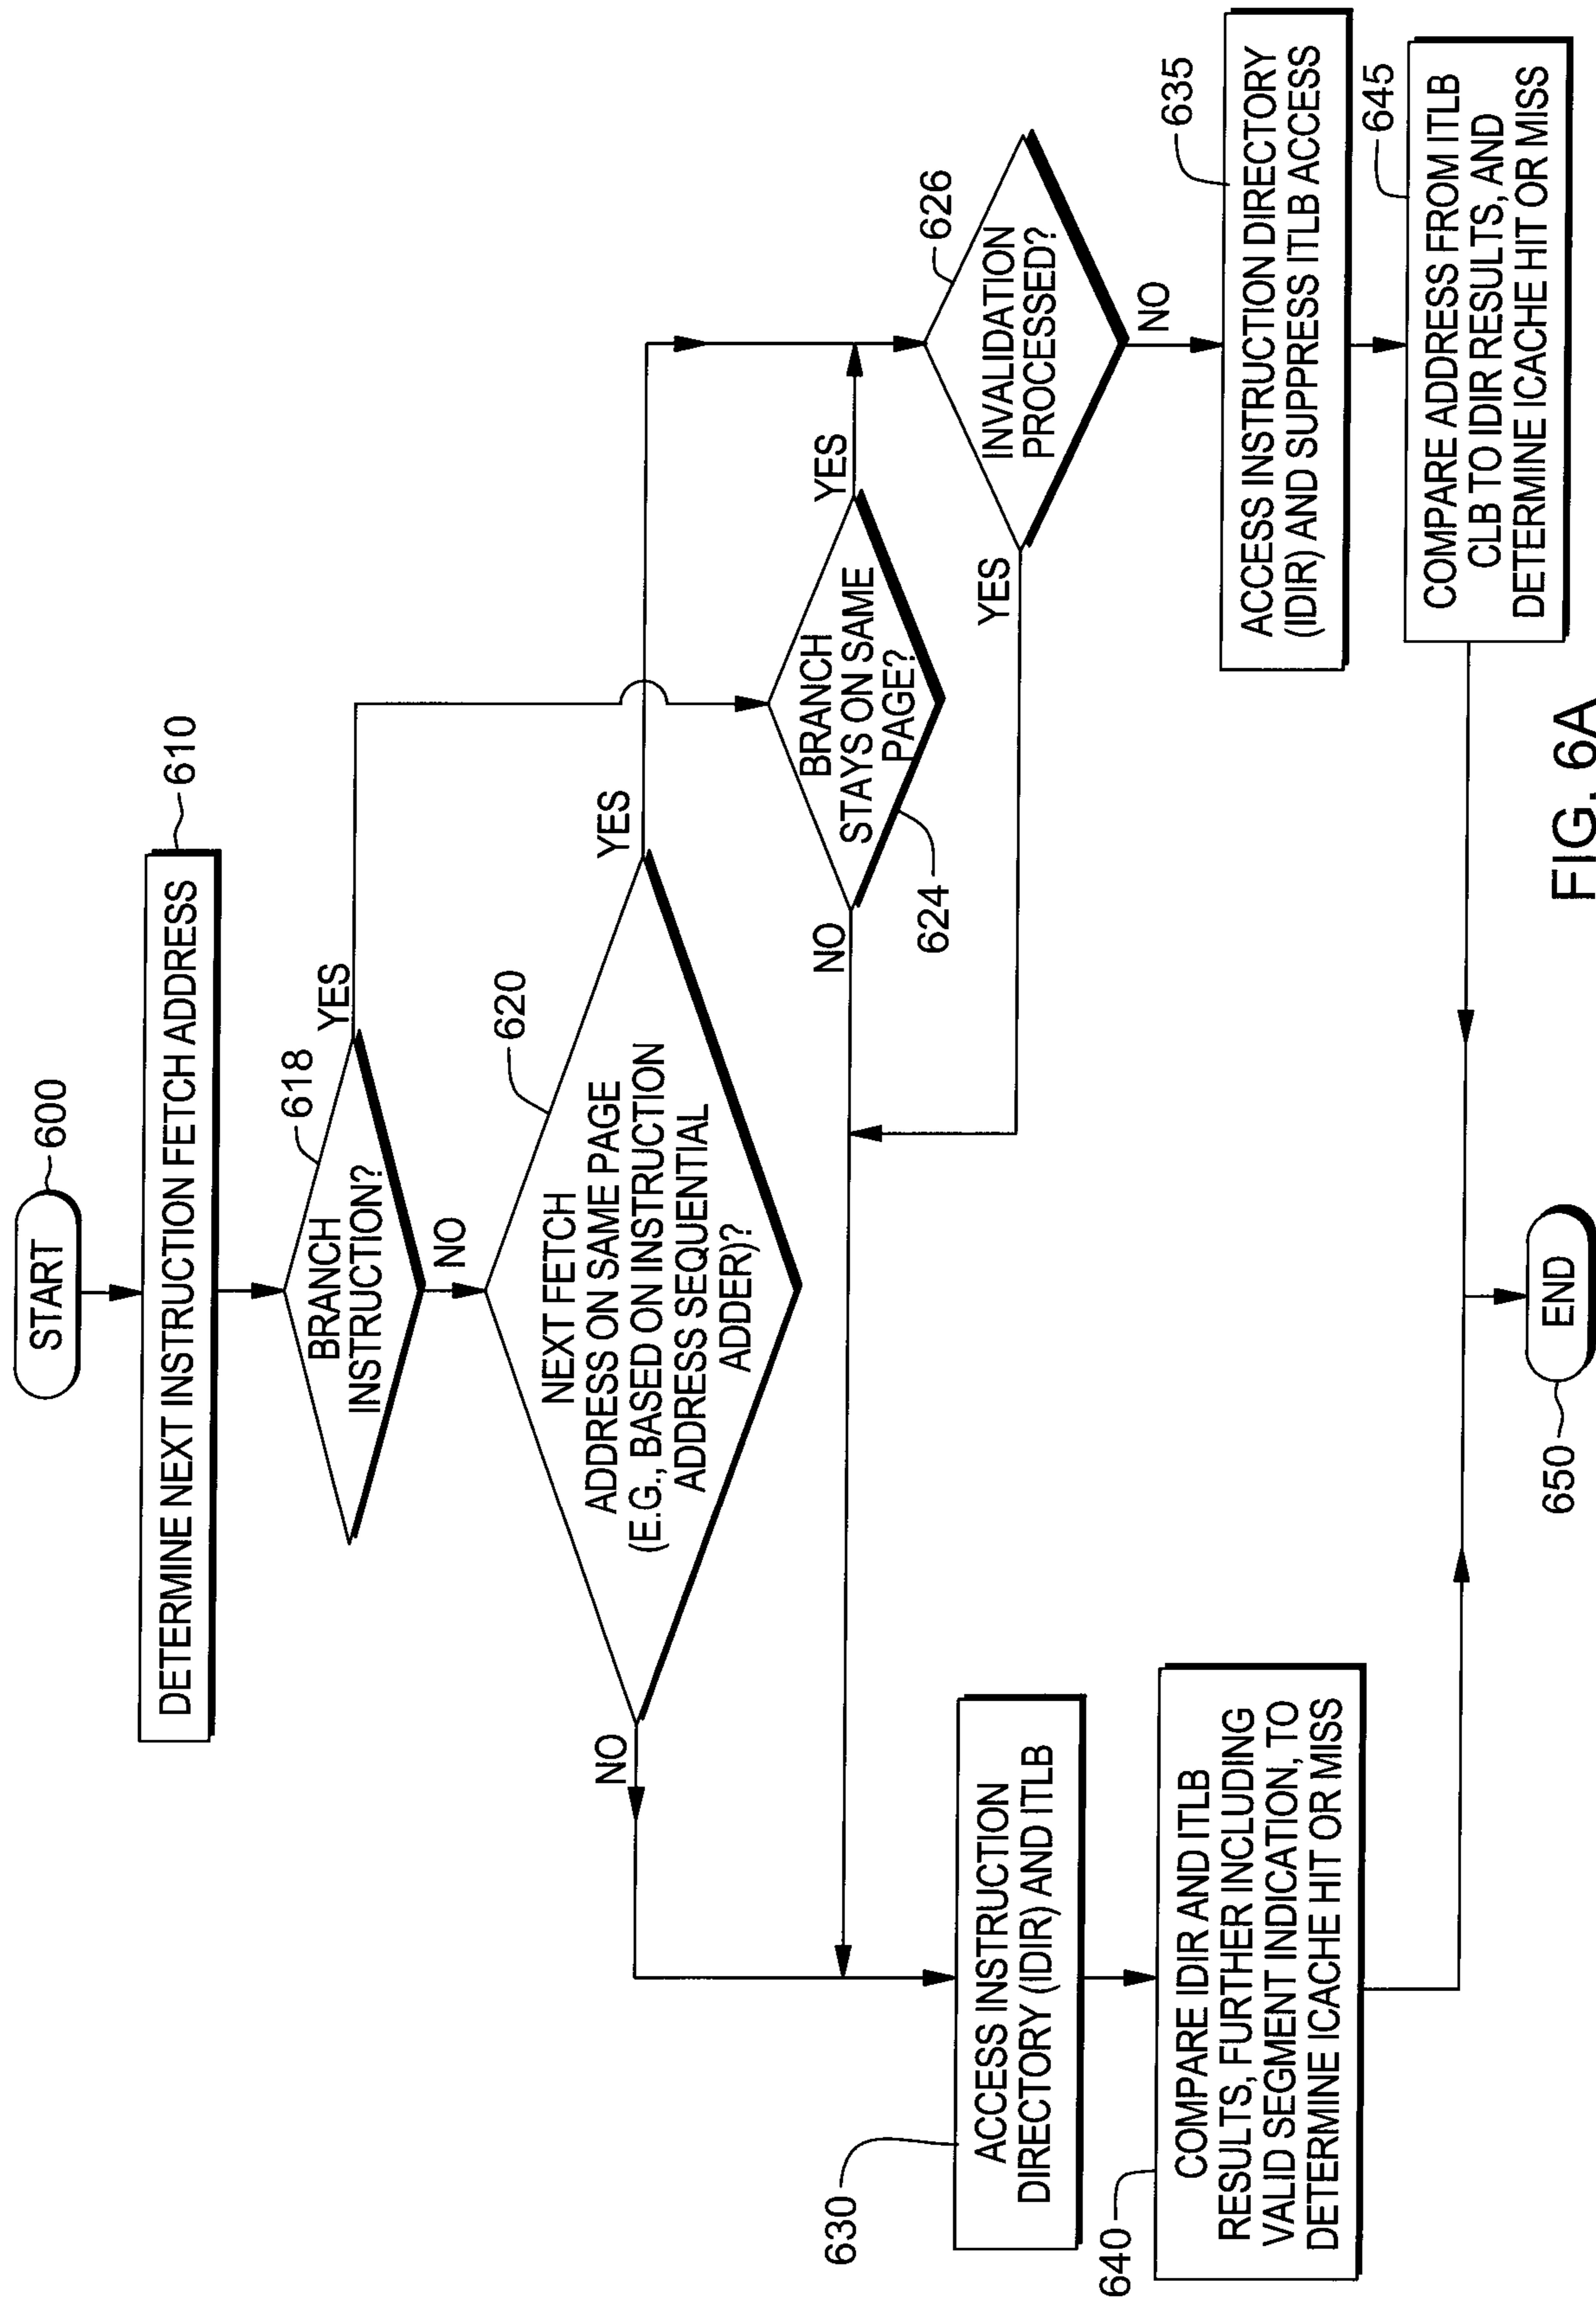 START
600
DETERMINE NEXT INSTRUCTION FETCH ADDRESS
610
BRANCH
INSTRUCTION?
618
YES
NO
NEXT FETCH
ADDRESS ON SAME PAGE
(E.G., BASED ON INSTRUCTION
ADDRESS SEQUENTIAL
ADDER)?
620
YES
NO
BRANCH
STAYS ON SAME
PAGE?
624
YES
NO
INVALIDATION
PROCESSED?
626
YES
NO
ACCESS INSTRUCTION
DIRECTORY (IDIR) AND ITLB
630
ACCESS INSTRUCTION DIRECTORY
(IDIR) AND SUPPRESS ITLB ACCESS
635
COMPARE IDIR AND ITLB
RESULTS, FURTHER INCLUDING
VALID SEGMENT INDICATION, TO
DETERMINE ICACHE HIT OR MISS
640
COMPARE ADDRESS FROM ITLB
CLB TO IDIR RESULTS, AND
DETERMINE ICACHE HIT OR MISS
645
END
650
FIG. 6A